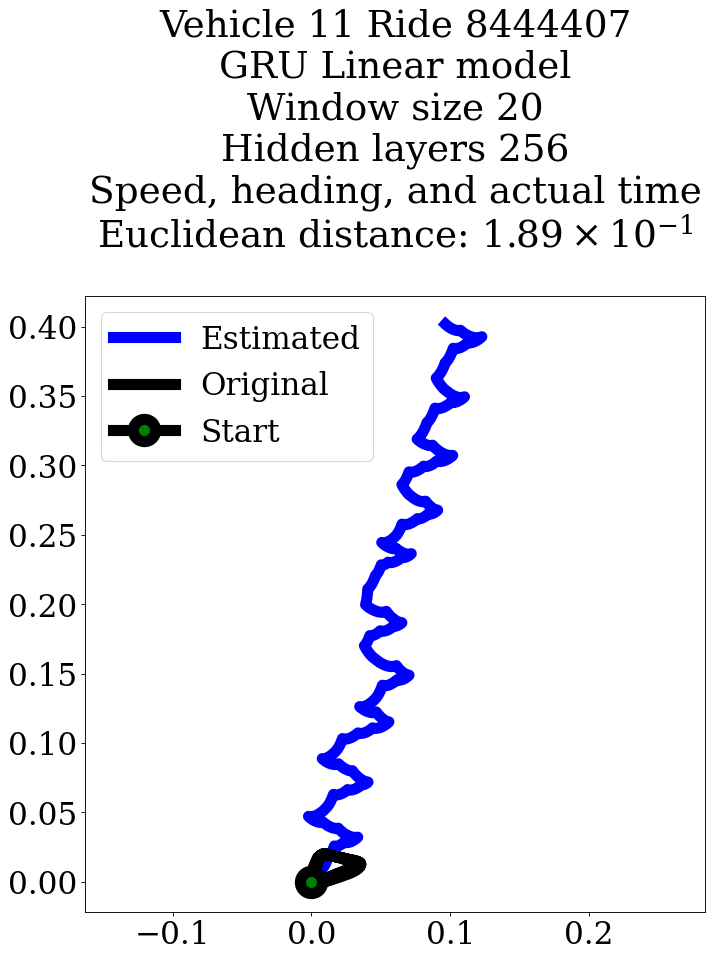 Vehicle 11 Ride 8444407
GRU Linear model
Window size 20
Hidden layers 256
Speed, heading, and actual time
Euclidean distance: 1.89 × 10⁻¹
Estimated
Original
Start
0.40
0.35
0.30
0.25
0.20
0.15
0.10
0.05
0.00
−0.1
0.0
0.1
0.2